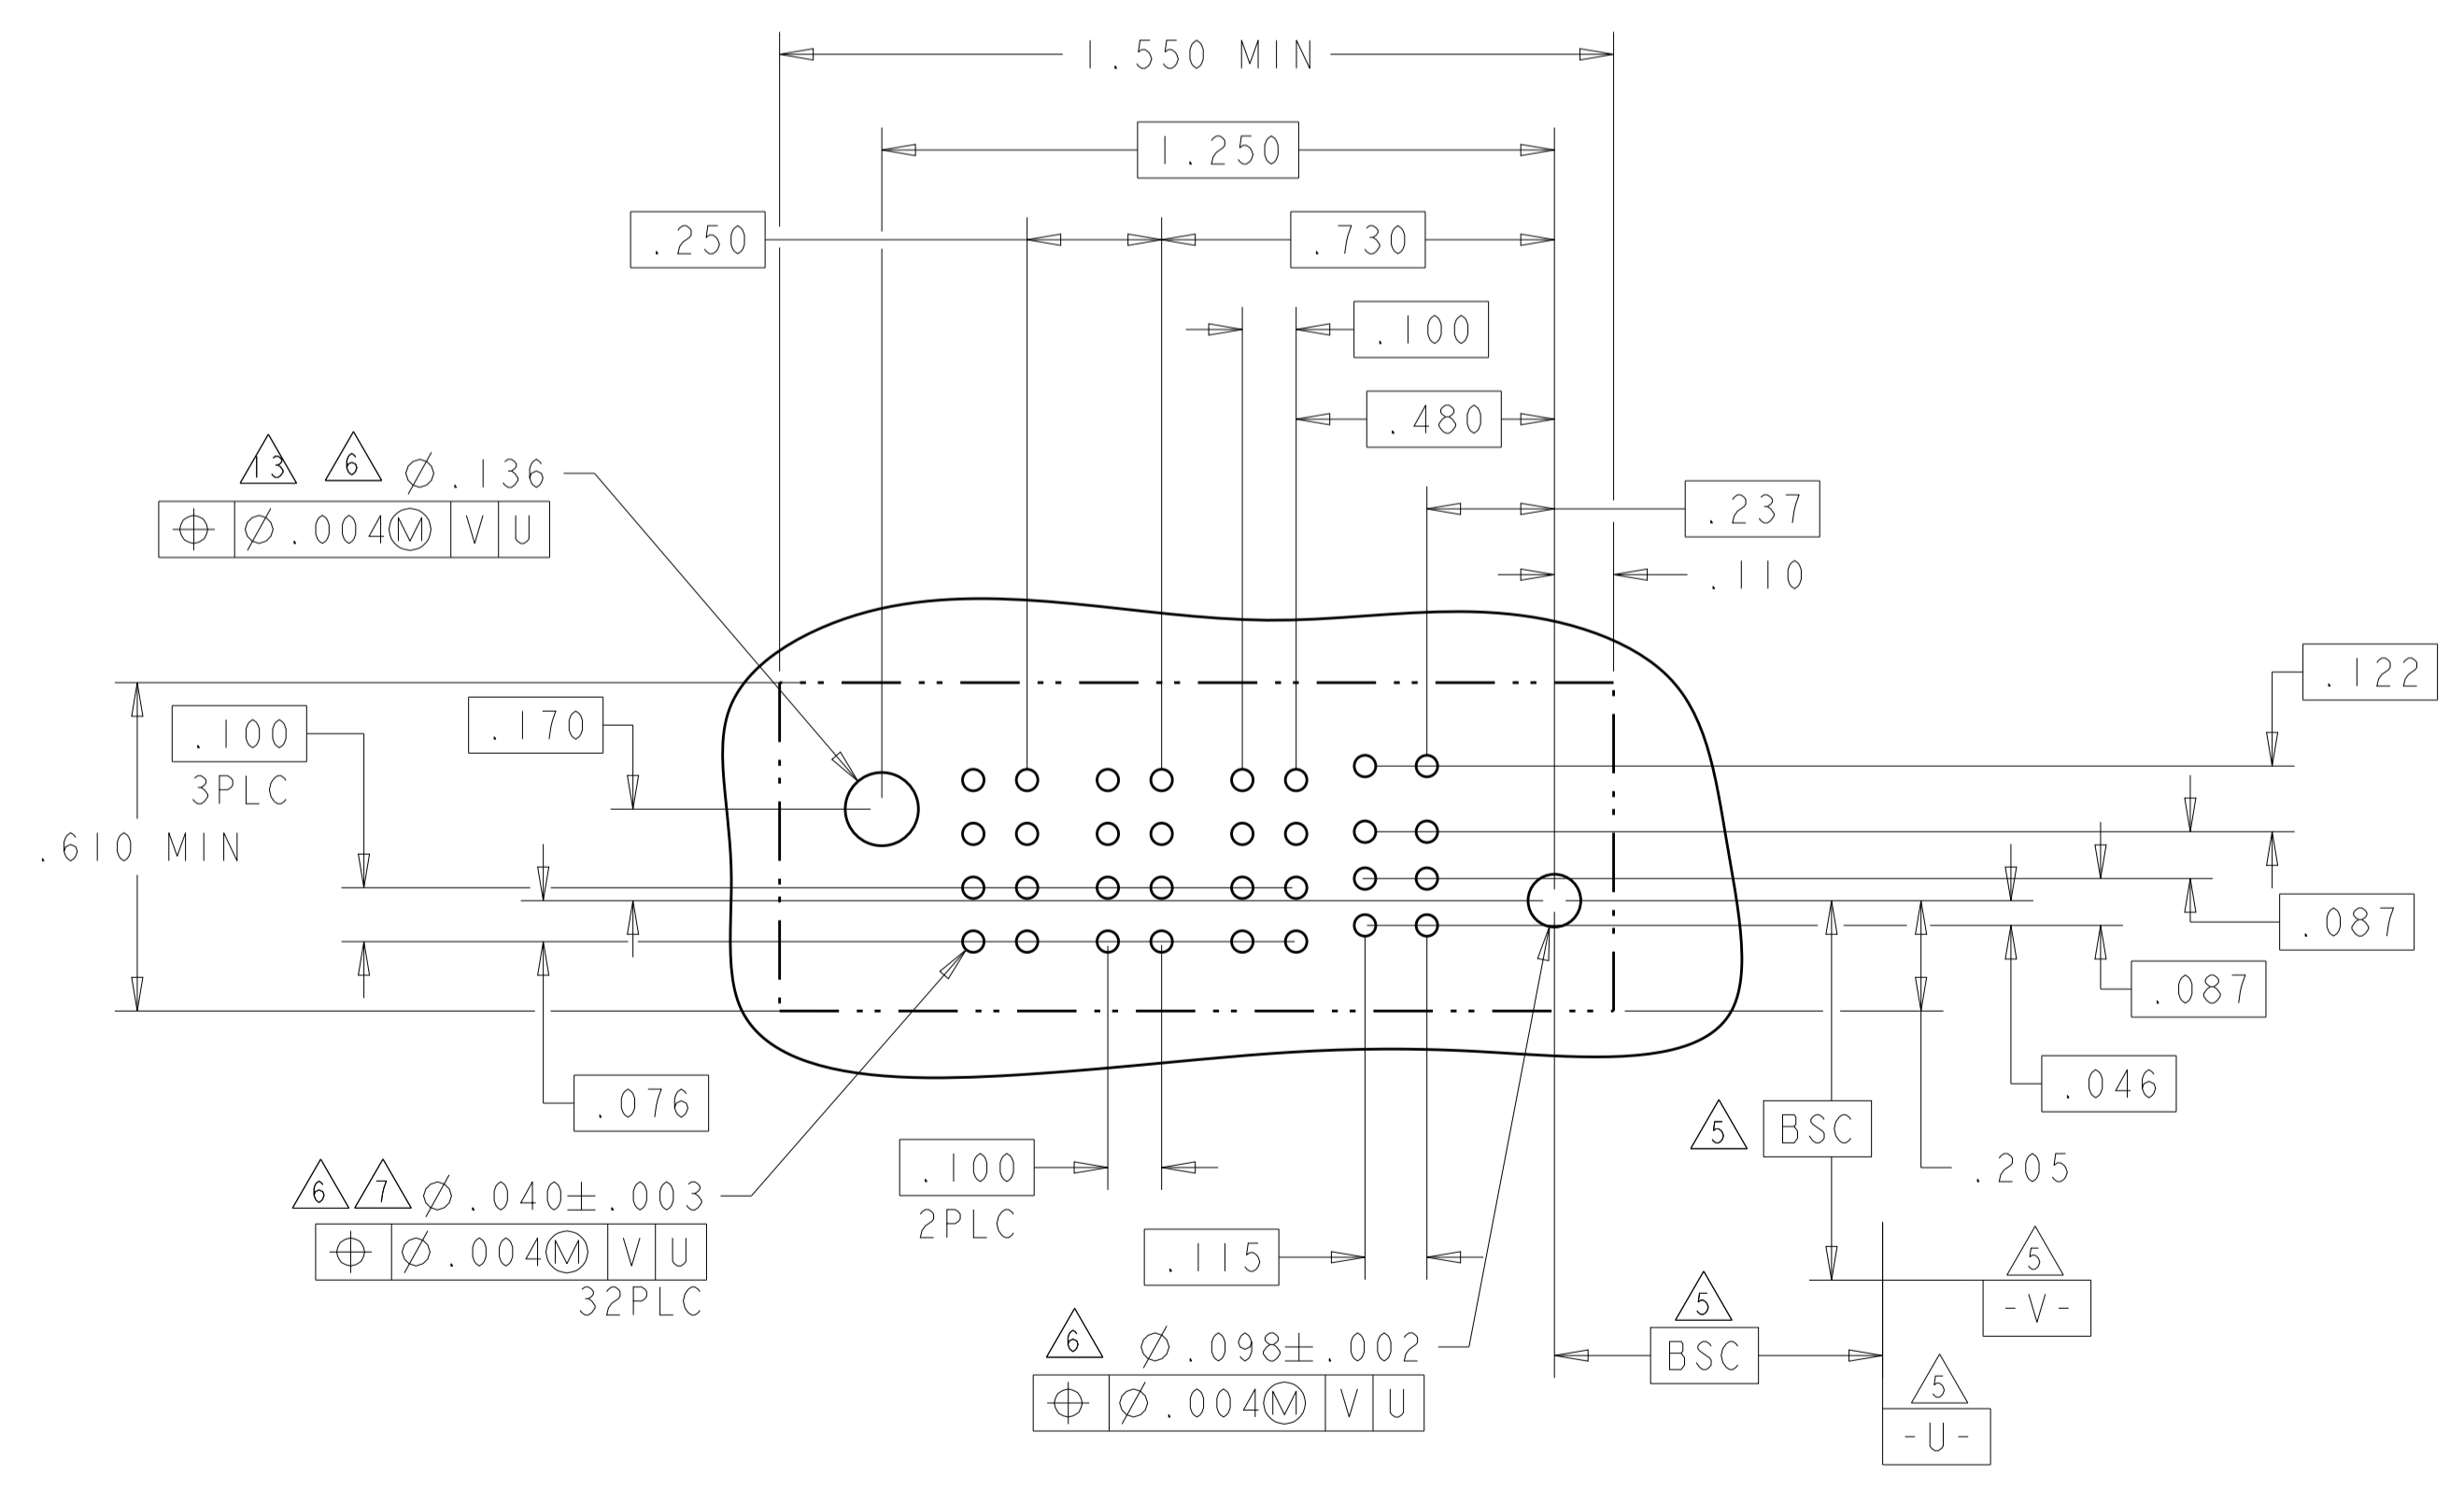 1.550 MIN
1.250
.250
.730
.100
.480
13 6 ⌀.136
⌖ ⌀.004Ⓜ V U
.237
.110
.122
.170
.100
3PLC
.610 MIN
.087
.087
.046
.076
5 BSC
.100
2PLC
.205
6 7 ⌀.040±.003
⌖ ⌀.004Ⓜ V U
32PLC
.115
5
-V-
5
BSC
6 ⌀.098±.002
⌖ ⌀.004Ⓜ V U
5
-U-